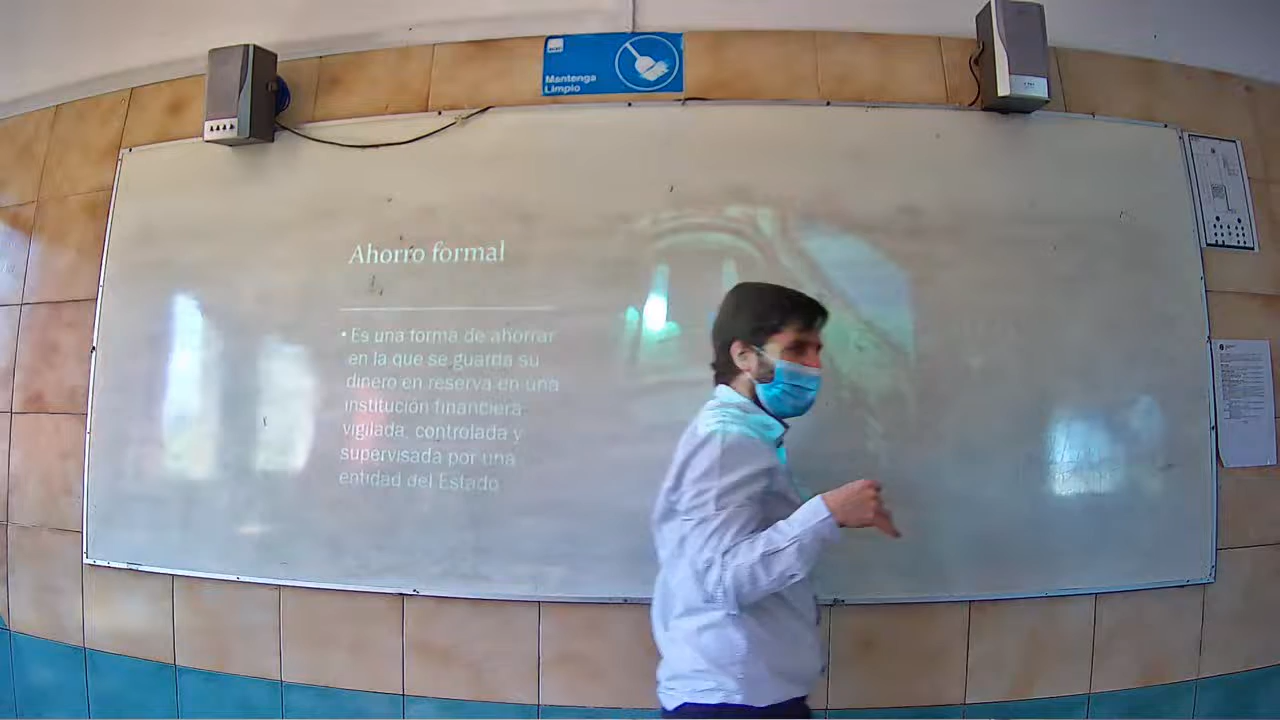 Mantenga
Limpio
Ahorro formal
• Es una forma de ahorrar
en la que se guarda su
dinero en reserva en una
institución financiera
vigilada, controlada y
supervisada por una
entidad del Estado